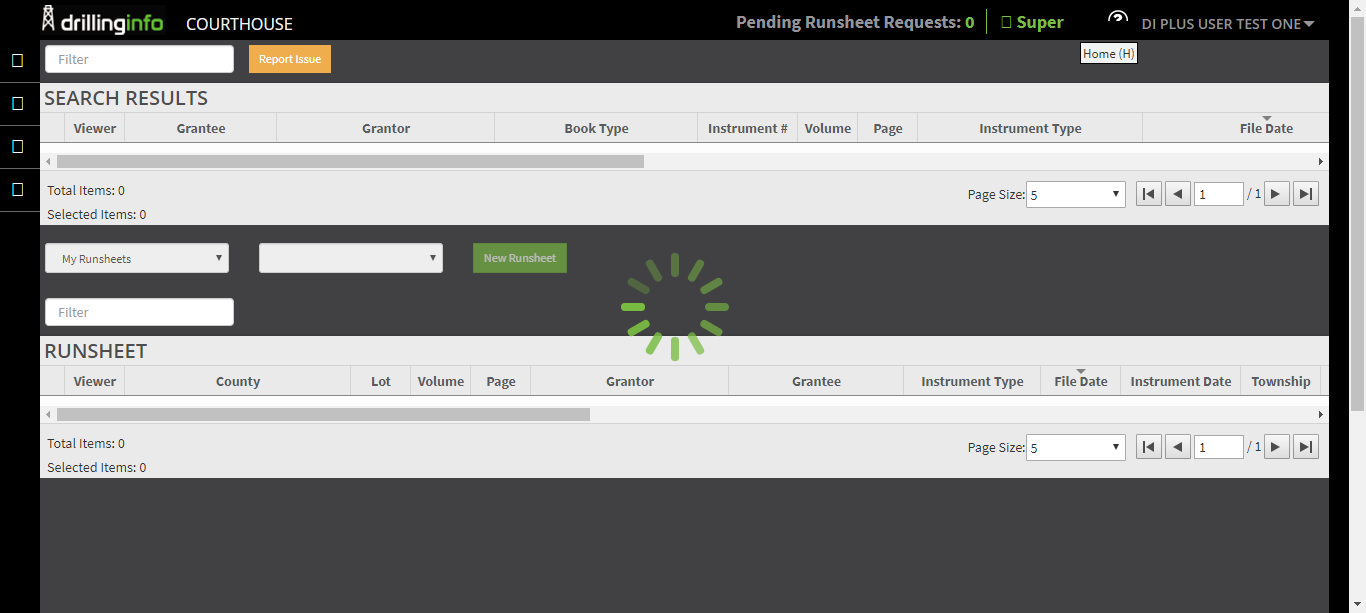 drillinginfo COURTHOUSE Pending Runsheet Requests: 0 Super DI PLUS USER TEST ONE
Filter Report Issue Home (H)
SEARCH RESULTS
Viewer Grantee Grantor Book Type Instrument # Volume Page Instrument Type File Date
Total Items: 0
Page Size: 5 1 / 1
Selected Items: 0
My Runsheets New Runsheet
Filter
RUNSHEET
Viewer County Lot Volume Page Grantor Grantee Instrument Type File Date Instrument Date Township
Total Items: 0
Page Size: 5 1 / 1
Selected Items: 0